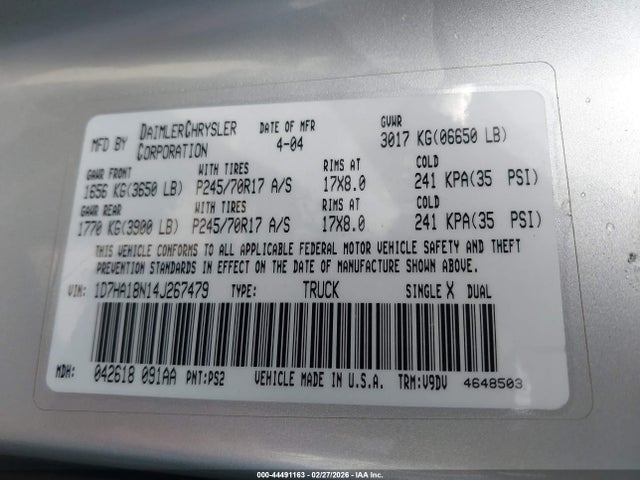 MFD BY DAIMLERCHRYSLER CORPORATION DATE OF MFR 4-04 GVWR 3017 KG(06650 LB)
GAWR FRONT WITH TIRES RIMS AT COLD
1656 KG(3650 LB) P245/70R17 A/S 17X8.0 241 KPA(35 PSI)
GAWR REAR WITH TIRES RIMS AT COLD
1770 KG(3900 LB) P245/70R17 A/S 17X8.0 241 KPA(35 PSI)
THIS VEHICLE CONFORMS TO ALL APPLICABLE FEDERAL MOTOR VEHICLE SAFETY AND THEFT
PREVENTION STANDARDS IN EFFECT ON THE DATE OF MANUFACTURE SHOWN ABOVE.
VIN: 1D7HA18N14J267479 TYPE: TRUCK SINGLE X DUAL
MDH: 042618 091AA PNT:PS2 VEHICLE MADE IN U.S.A. TRM:V9DV 4648503
000-44491163 - 02/27/2026 - IAA Inc.